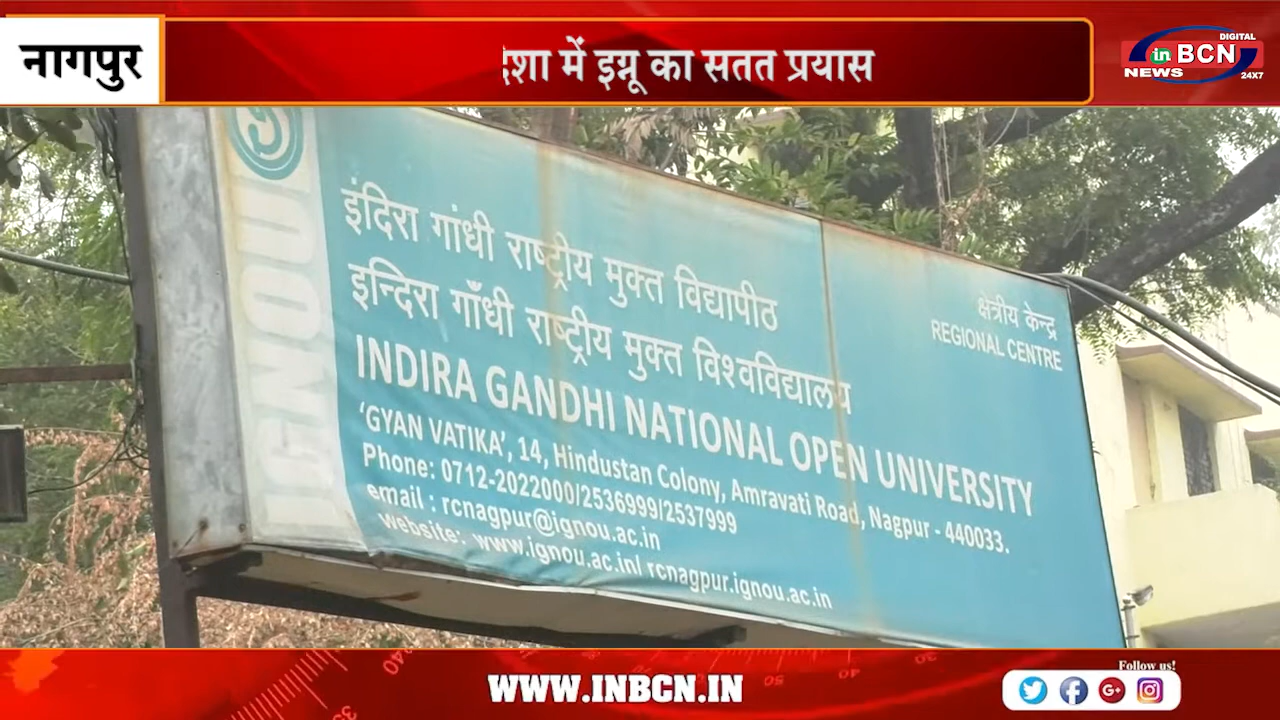 नागपुर
में इग्नू का सतत प्रयास
DIGITAL
in BCN
NEWS 24X7
IGNOU
इंदिरा गांधी राष्ट्रीय मुक्त विद्यापीठ
इन्दिरा गाँधी राष्ट्रीय मुक्त विश्वविद्यालय
क्षेत्रीय केन्द्र
REGIONAL CENTRE
INDIRA GANDHI NATIONAL OPEN UNIVERSITY
‘GYAN VATIKA’, 14, Hindustan Colony, Amravati Road, Nagpur - 440033.
Phone: 0712-2022000/2536999/2537999
email : rcnagpur@ignou.ac.in
website: www.ignou.ac.in/ rcnagpur.ignou.ac.in
WWW.INBCN.IN
Follow us!